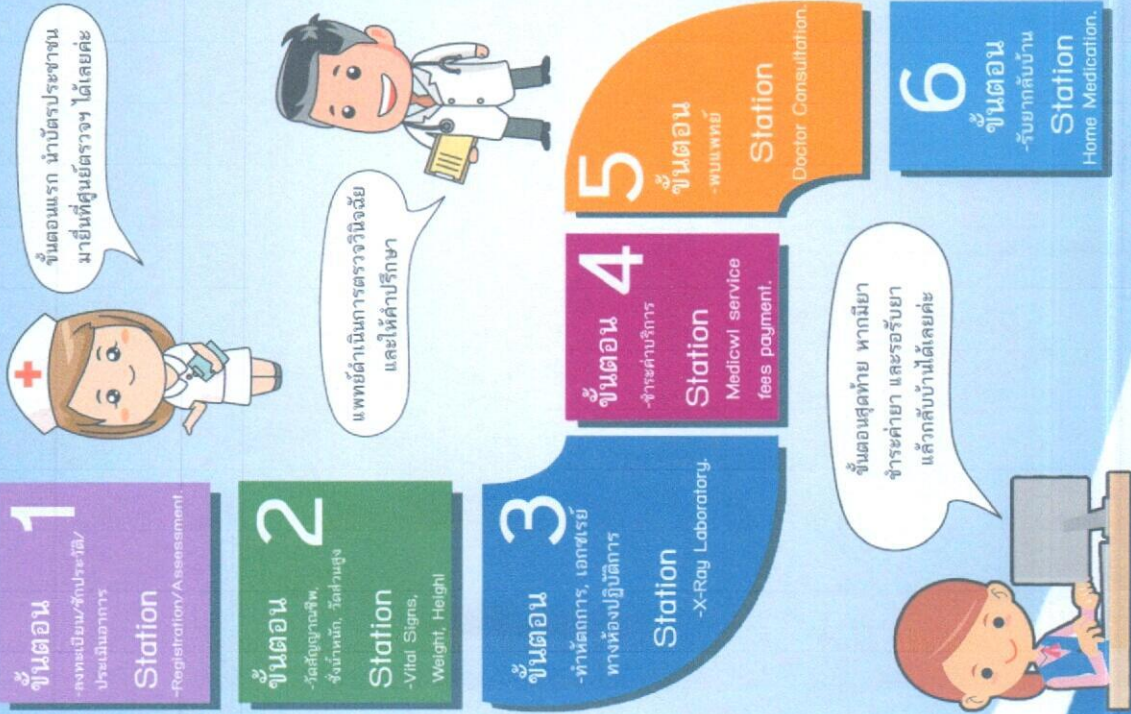 ขั้นตอนแรก นำบัตรประชาชน
มายื่นที่ศูนย์ตรวจฯ ได้เลยค่ะ
ขั้นตอน 1
-ลงทะเบียน/ซักประวัติ/
ประเมินอาการ
Station
-Registration/Assessment.
ขั้นตอน 2
-วัดสัญญาณชีพ,
ชั่งน้ำหนัก, วัดส่วนสูง
Station
-Vital Signs,
Weight, Height
ขั้นตอน 3
-ทำหัตถการ, เอกซเรย์
ทางห้องปฏิบัติการ
Station
-X-Ray Laboratory.
แพทย์ดำเนินการตรวจวินิจฉัย
และให้คำปรึกษา
ขั้นตอน 4
-ชำระค่าบริการ
Station
Medicwl service
fees payment.
5
ขั้นตอน
-พบแพทย์
Station
Doctor Consultation.
6
ขั้นตอน
-รับยากลับบ้าน
Station
Home Medication.
ขั้นตอนสุดท้าย หากมียา
ชำระค่ายา และรอรับยา
แล้วกลับบ้านได้เลยค่ะ